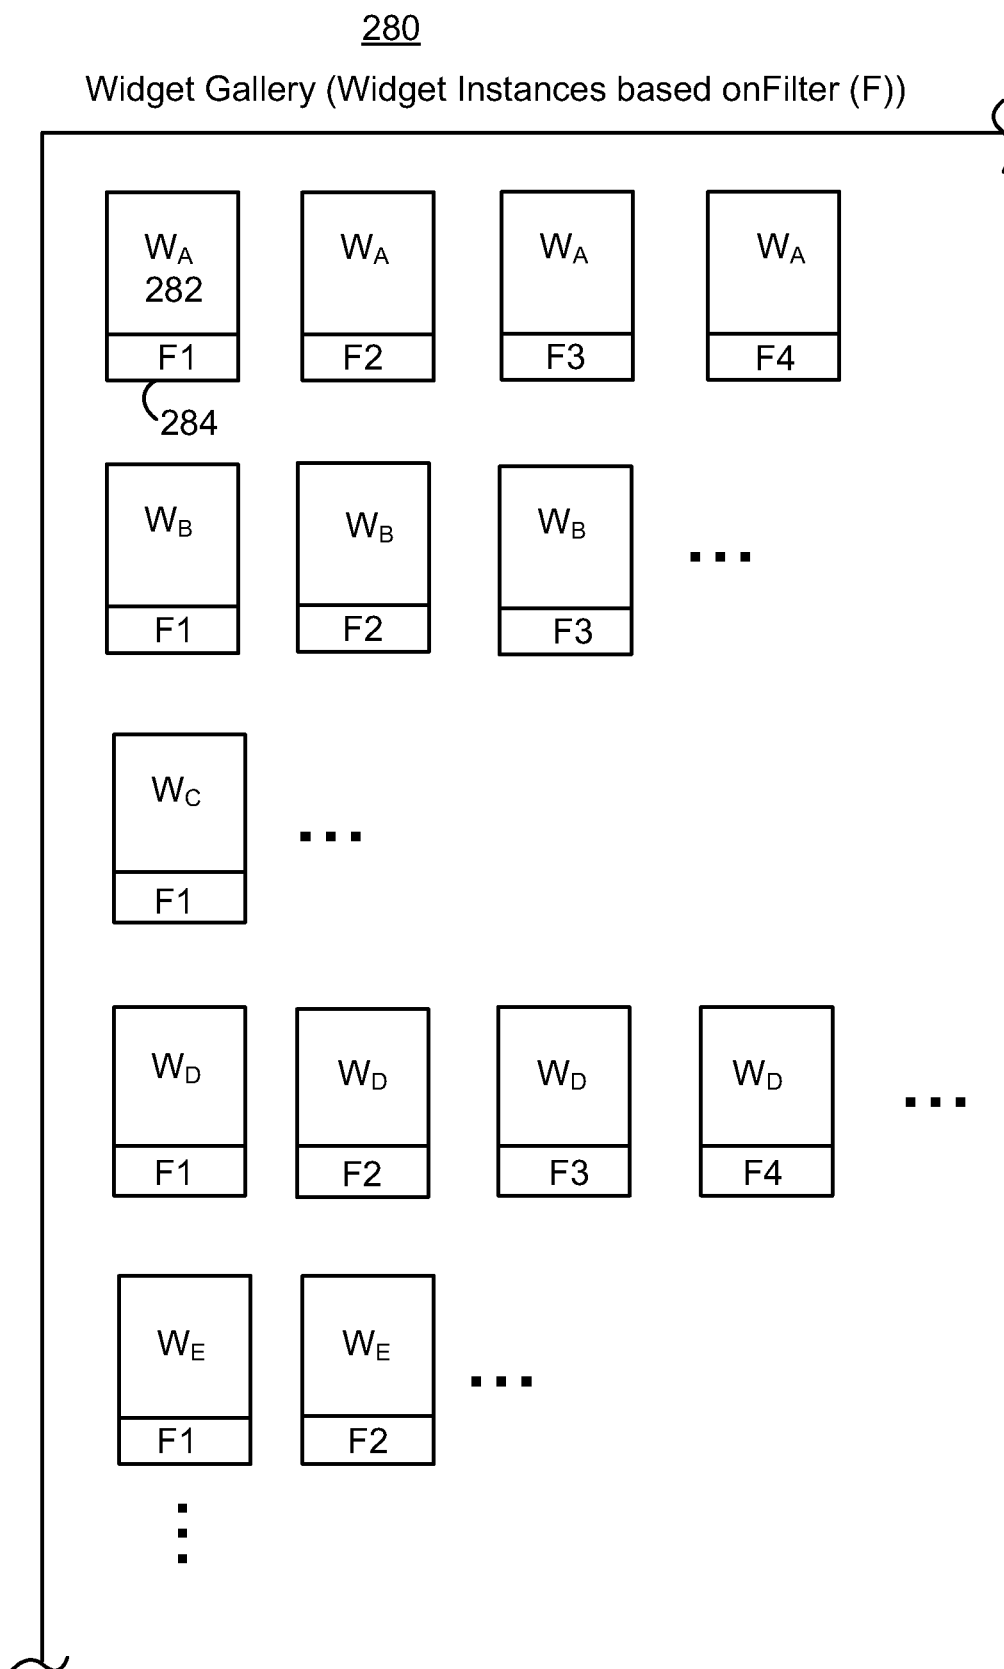 280
Widget Gallery (Widget Instances based onFilter (F))
WA WA WA WA
282
F1 F2 F3 F4
284
WB WB WB ...
F1 F2 F3
WC ...
F1
WD WD WD WD ...
F1 F2 F3 F4
WE WE ...
F1 F2